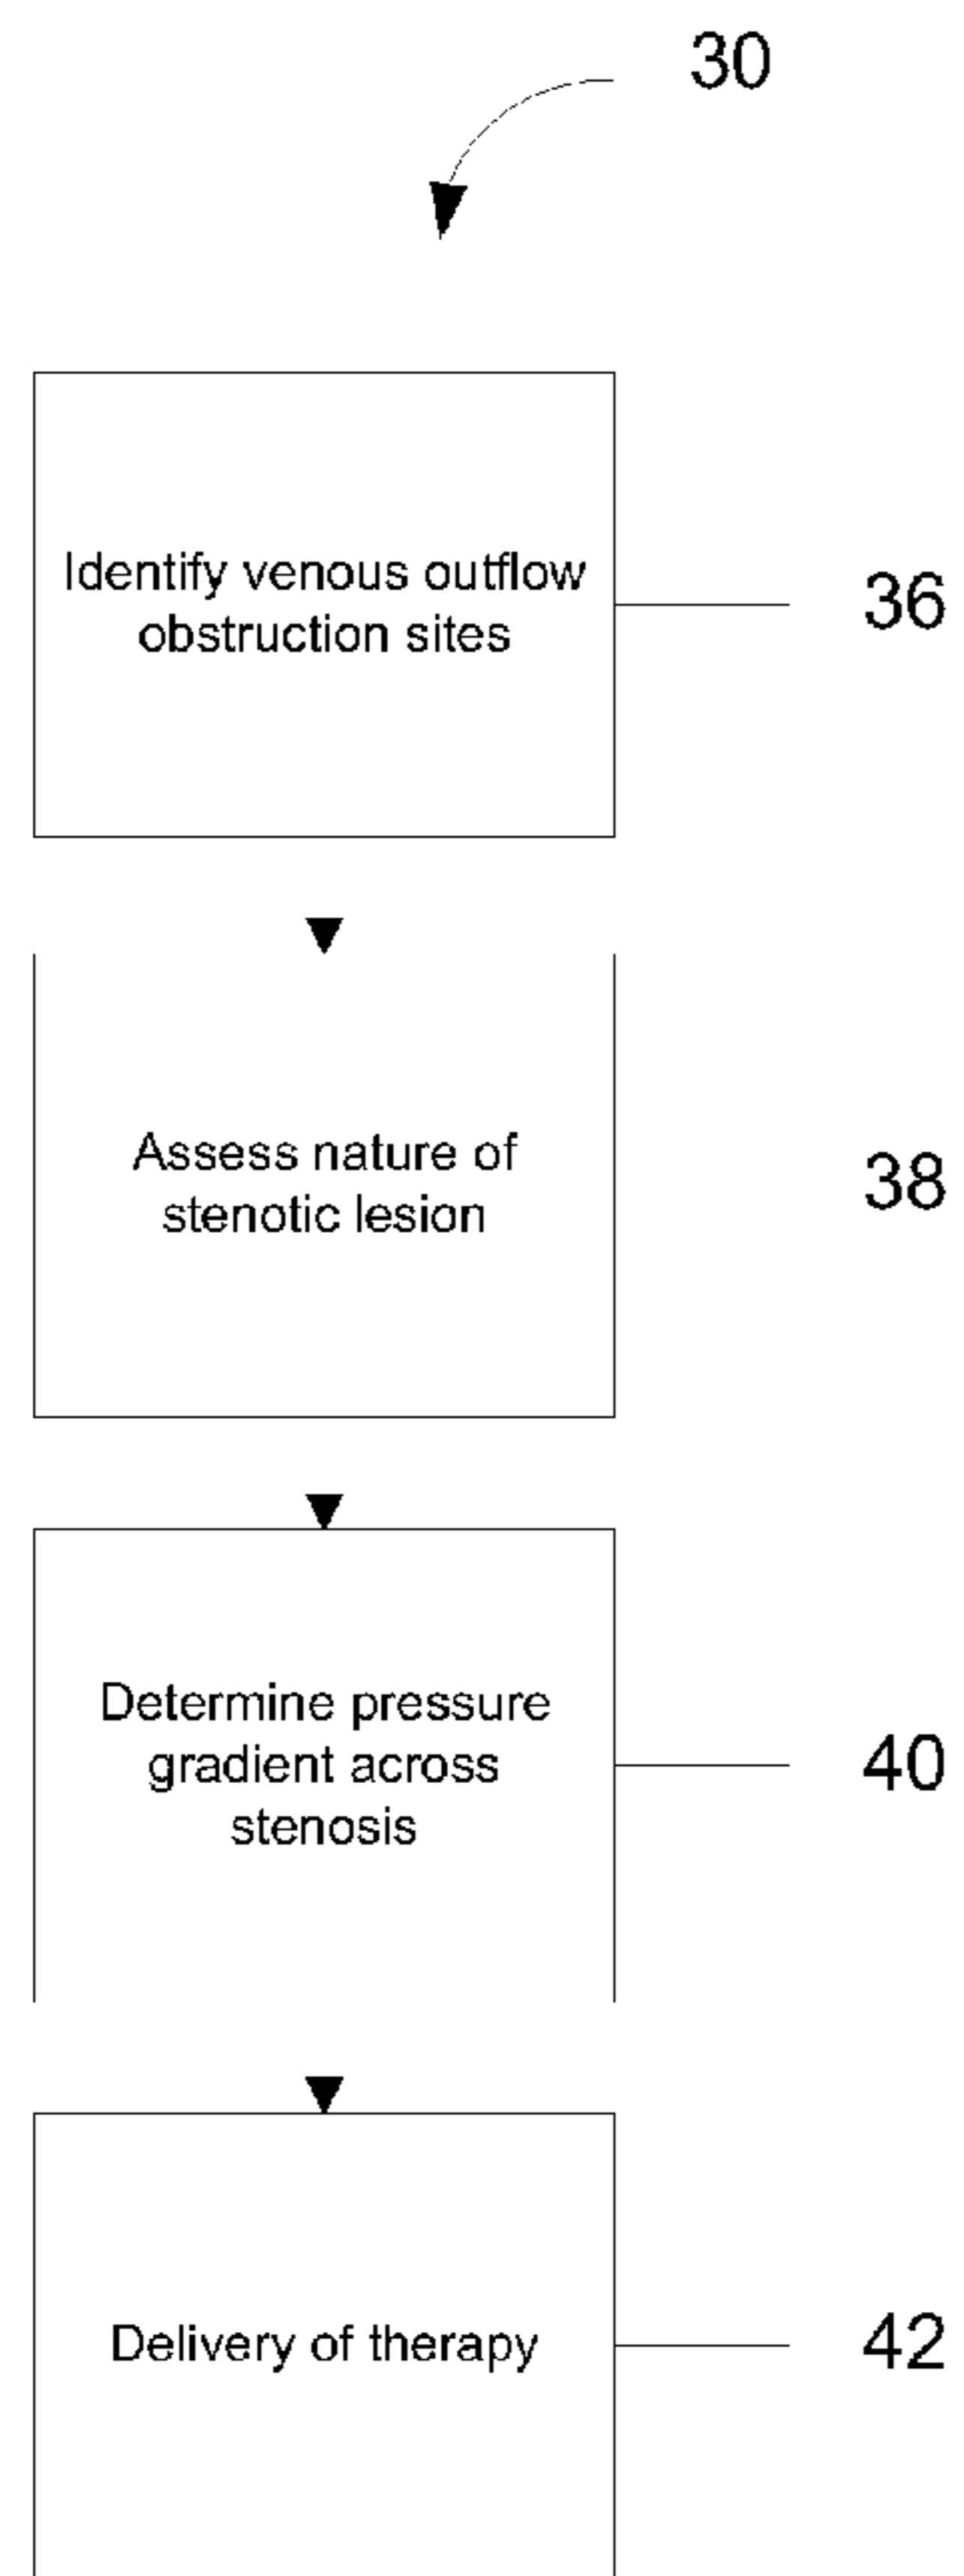 30
Identify venous outflow
obstruction sites
36
Assess nature of
stenotic lesion
38
Determine pressure
gradient across
stenosis
40
Delivery of therapy
42